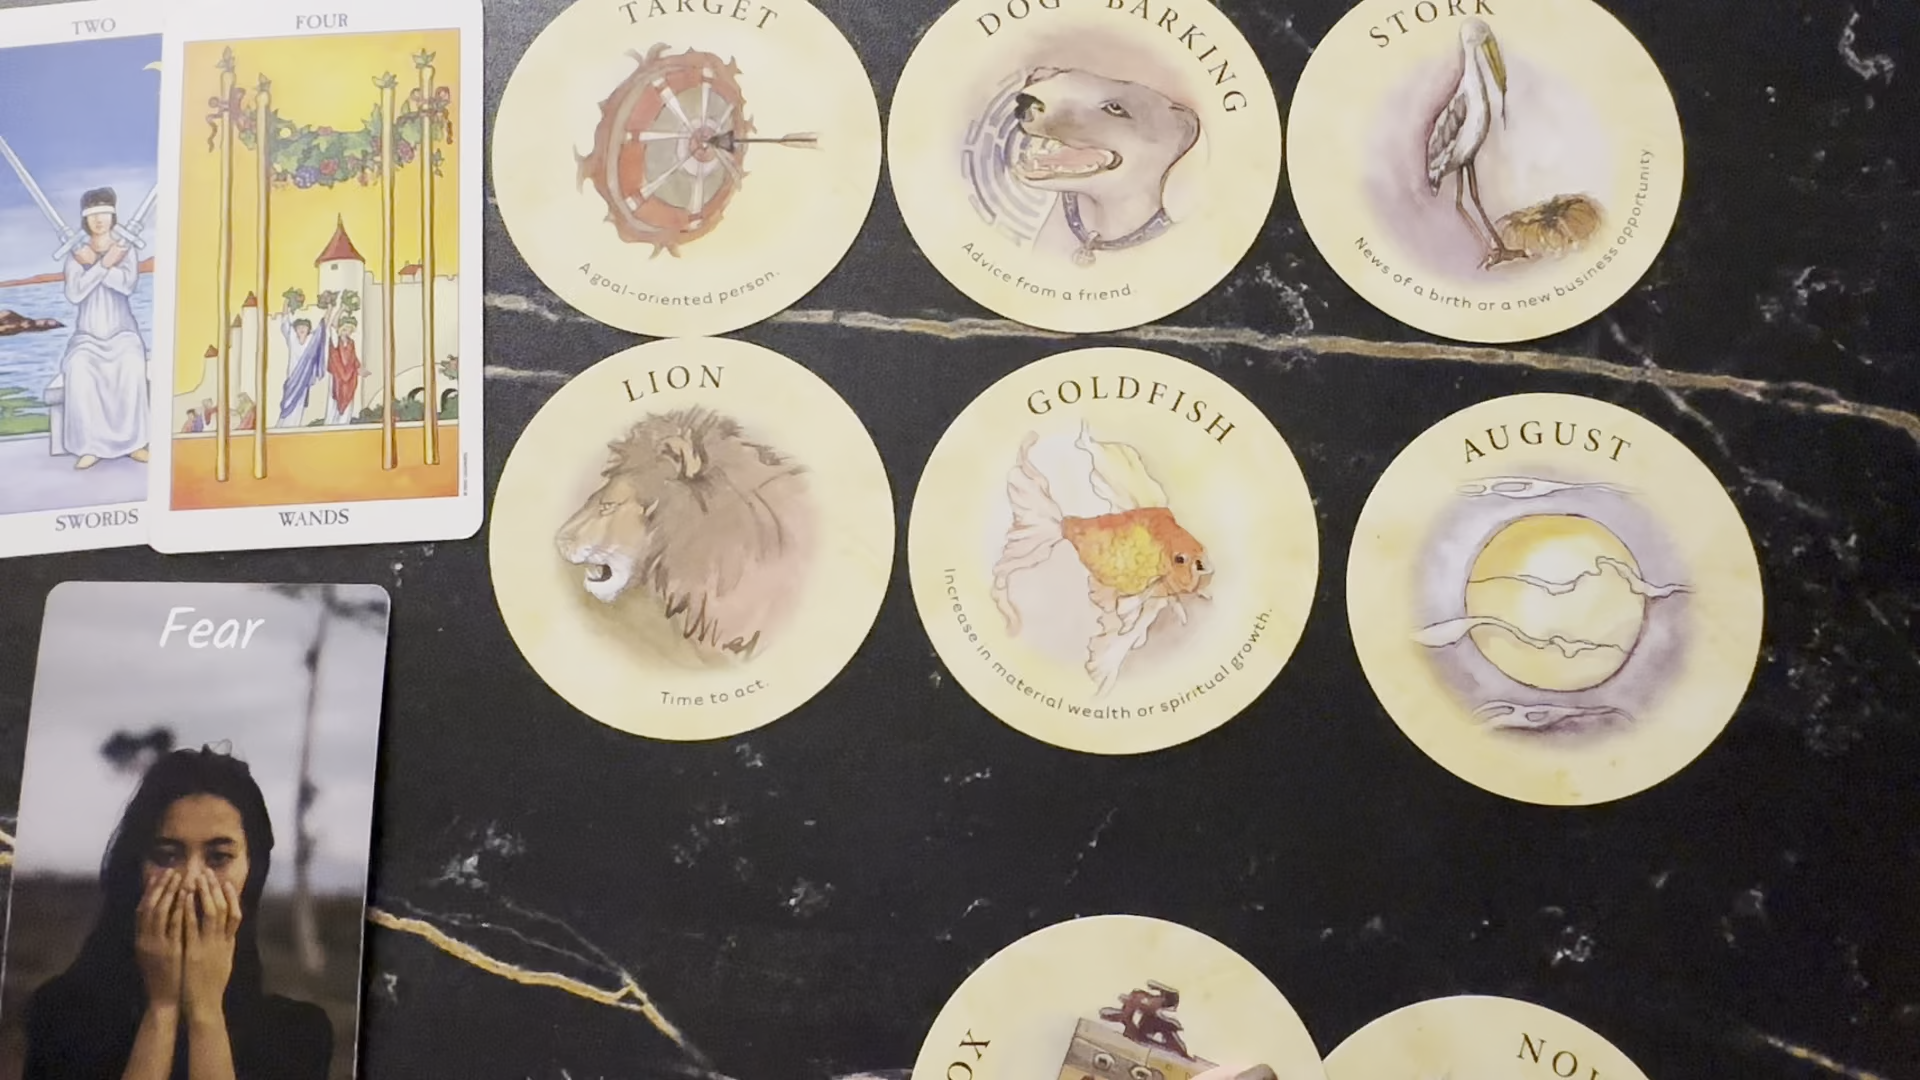 TWO
SWORDS
FOUR
WANDS
TARGET
A goal-oriented person.
DOG BARKING
Advice from a friend.
STORK
News of a birth or a new business opportunity
LION
Time to act.
GOLDFISH
Increase in material wealth or spiritual growth.
AUGUST
Fear